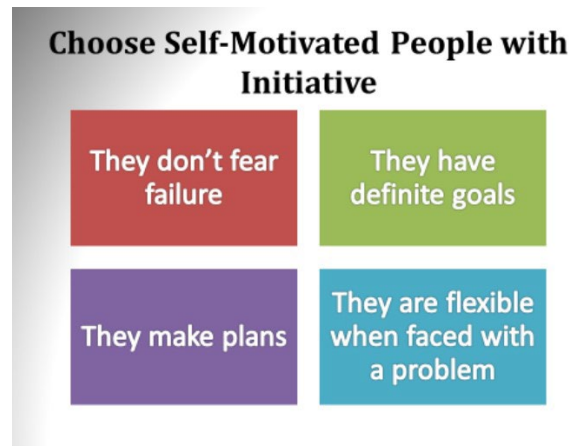 Choose Self-Motivated People with
Initiative
They don't fear
failure
They have
definite goals
They make plans
They are flexible
when faced with
a problem